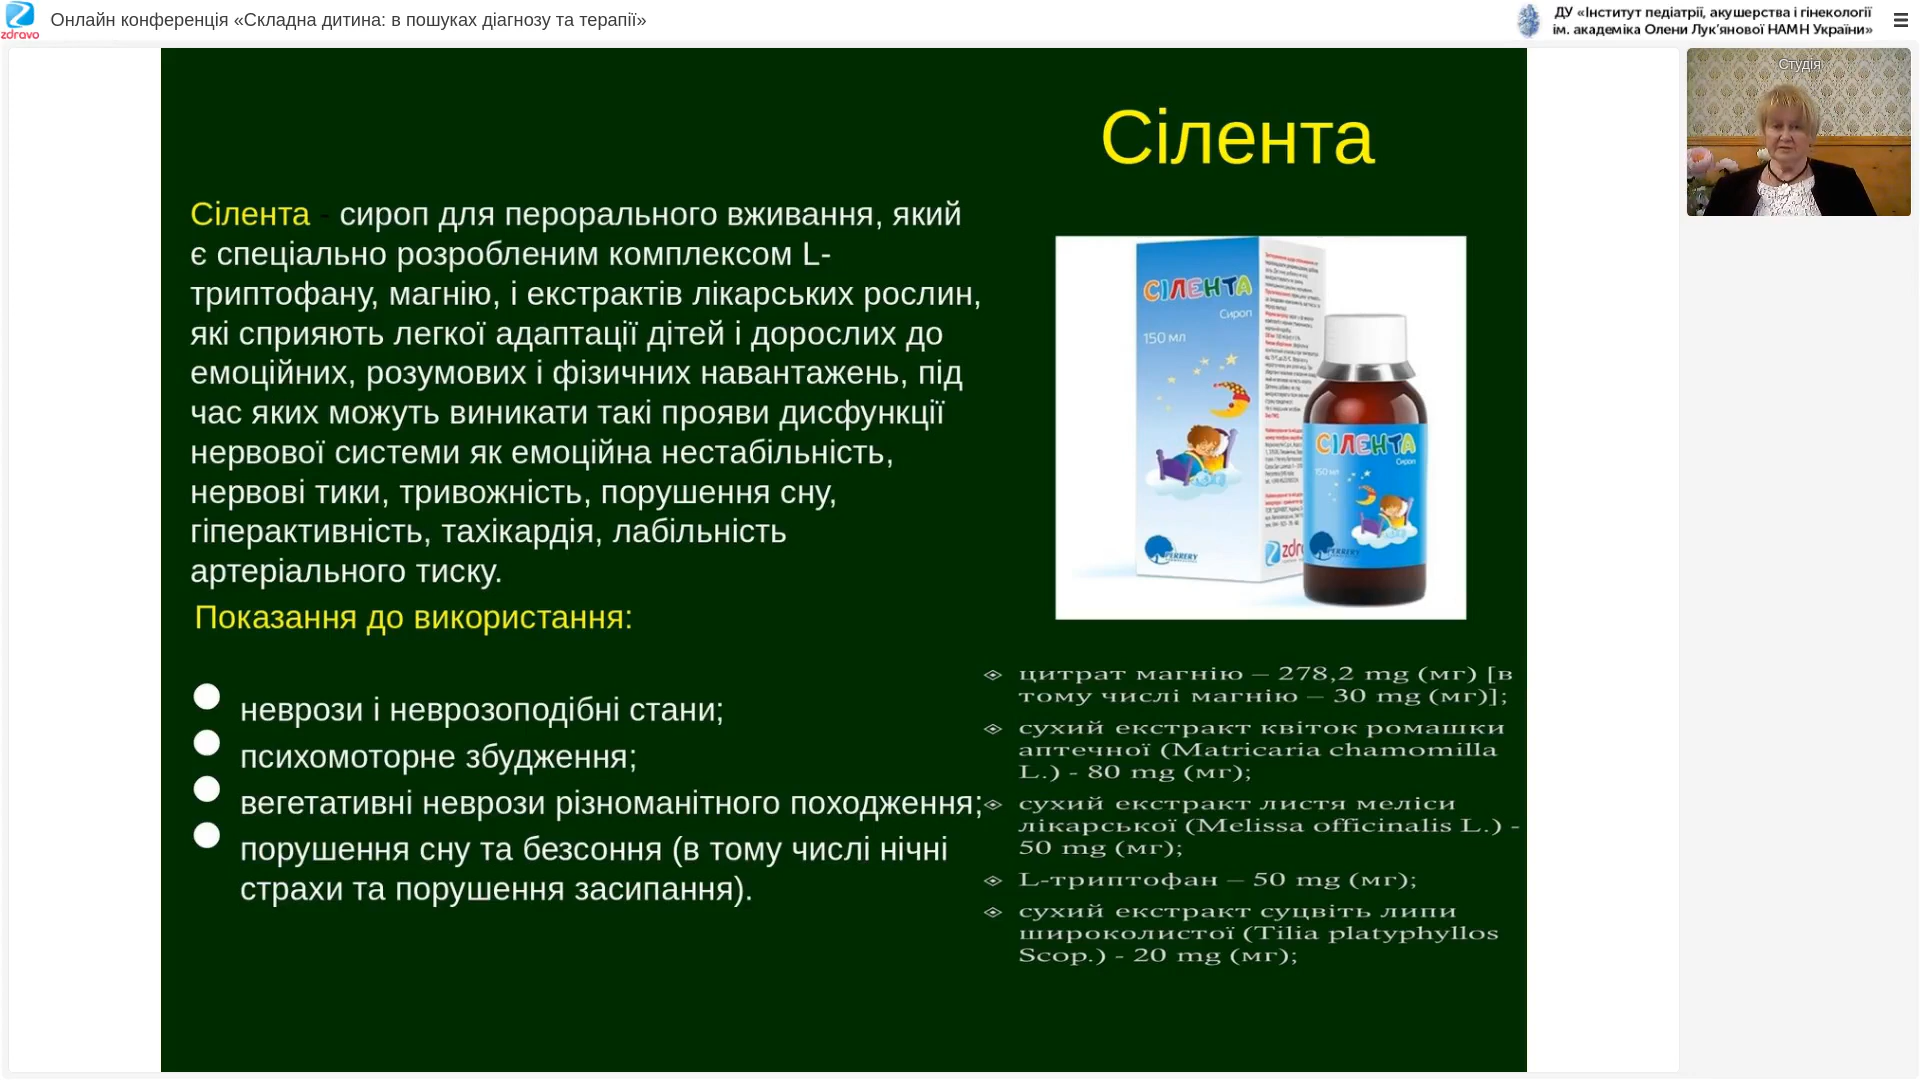 zdravo
Онлайн конференція «Складна дитина: в пошуках діагнозу та терапії»
ДУ «Інститут педіатрії, акушерства і гінекології
ім. академіка Олени Лук’янової НАМН України»
Студія
Сілента
Сілента - сироп для перорального вживання, який
є спеціально розробленим комплексом L-
триптофану, магнію, і екстрактів лікарських рослин,
які сприяють легкої адаптації дітей і дорослих до
емоційних, розумових і фізичних навантажень, під
час яких можуть виникати такі прояви дисфункції
нервової системи як емоційна нестабільність,
нервові тики, тривожність, порушення сну,
гіперактивність, тахікардія, лабільність
артеріального тиску.
Показання до використання:
неврози і неврозоподібні стани;
психомоторне збудження;
вегетативні неврози різноманітного походження;
порушення сну та безсоння (в тому числі нічні
страхи та порушення засипання).
СІЛЕНТА
Сироп
150 мл
PERRERY
zdr
СІЛЕНТА
Сироп
150 мл
PERRERY
цитрат магнію – 278,2 mg (мг) [в
тому числі магнію – 30 mg (мг)];
сухий екстракт квіток ромашки
аптечної (Matricaria chamomilla
L.) - 80 mg (мг);
сухий екстракт листя меліси
лікарської (Melissa officinalis L.) -
50 mg (мг);
L-триптофан – 50 mg (мг);
сухий екстракт суцвіть липи
широколистої (Tilia platyphyllos
Scop.) - 20 mg (мг);